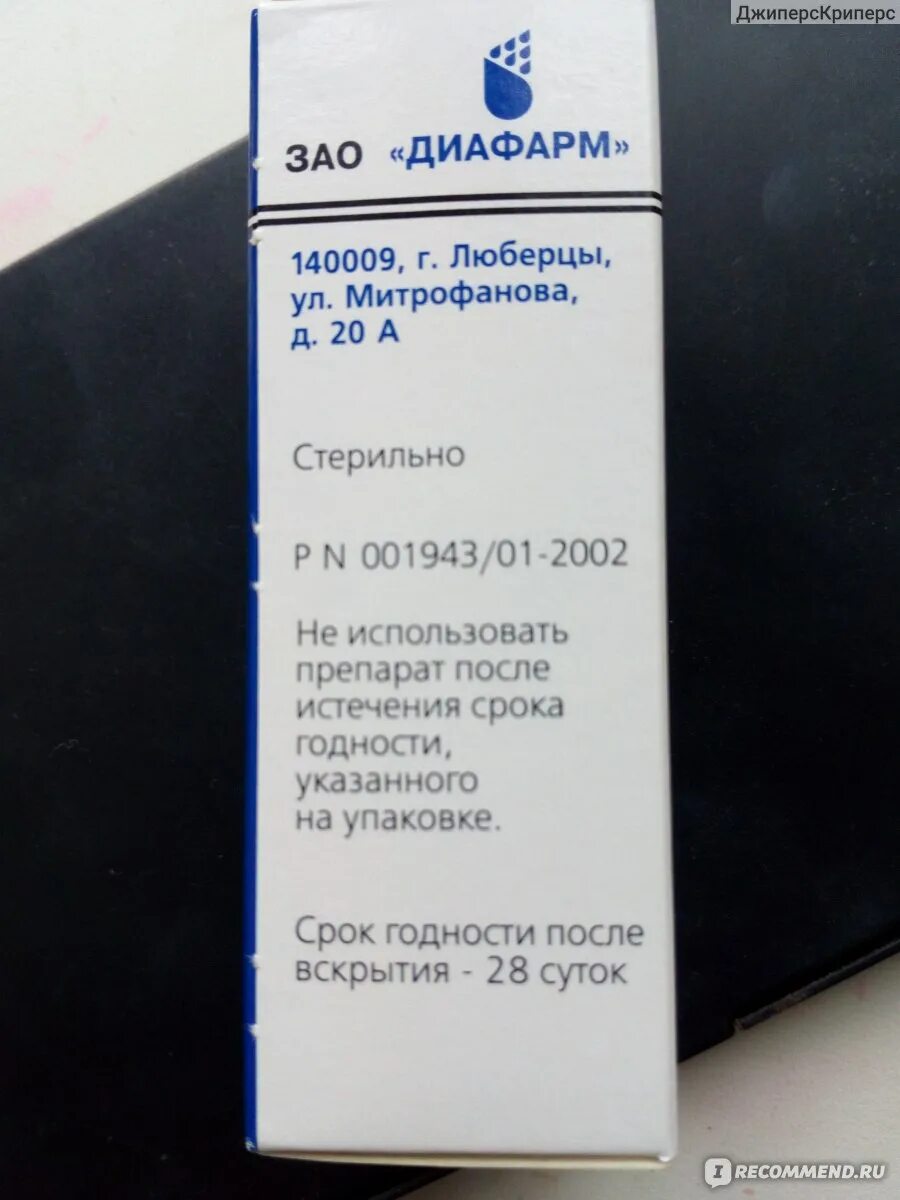 ДжиперсКриперс
ЗАО «ДИАФАРМ»
140009, г. Люберцы,
ул. Митрофанова,
д. 20 А
Стерильно
Р N 001943/01-2002
Не использовать
препарат после
истечения срока
годности,
указанного
на упаковке.
Срок годности после
вскрытия - 28 суток
IRECOMMEND.RU